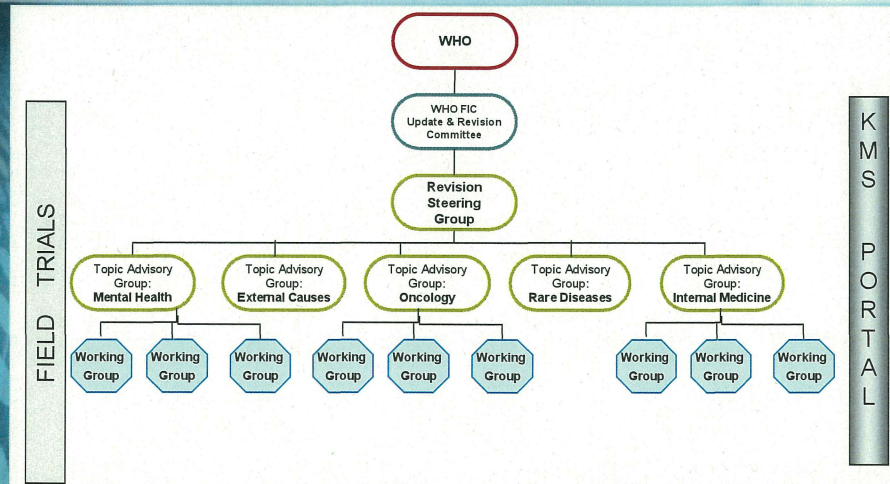 WHO
WHO FIC
Update & Revision
Committee
Revision
Steering
Group
FIELD TRIALS
KMS PORTAL
Topic Advisory
Group:
Mental Health
Topic Advisory
Group:
External Causes
Topic Advisory
Group:
Oncology
Topic Advisory
Group:
Rare Diseases
Topic Advisory
Group:
Internal Medicine
Working
Group
Working
Group
Working
Group
Working
Group
Working
Group
Working
Group
Working
Group
Working
Group
Working
Group